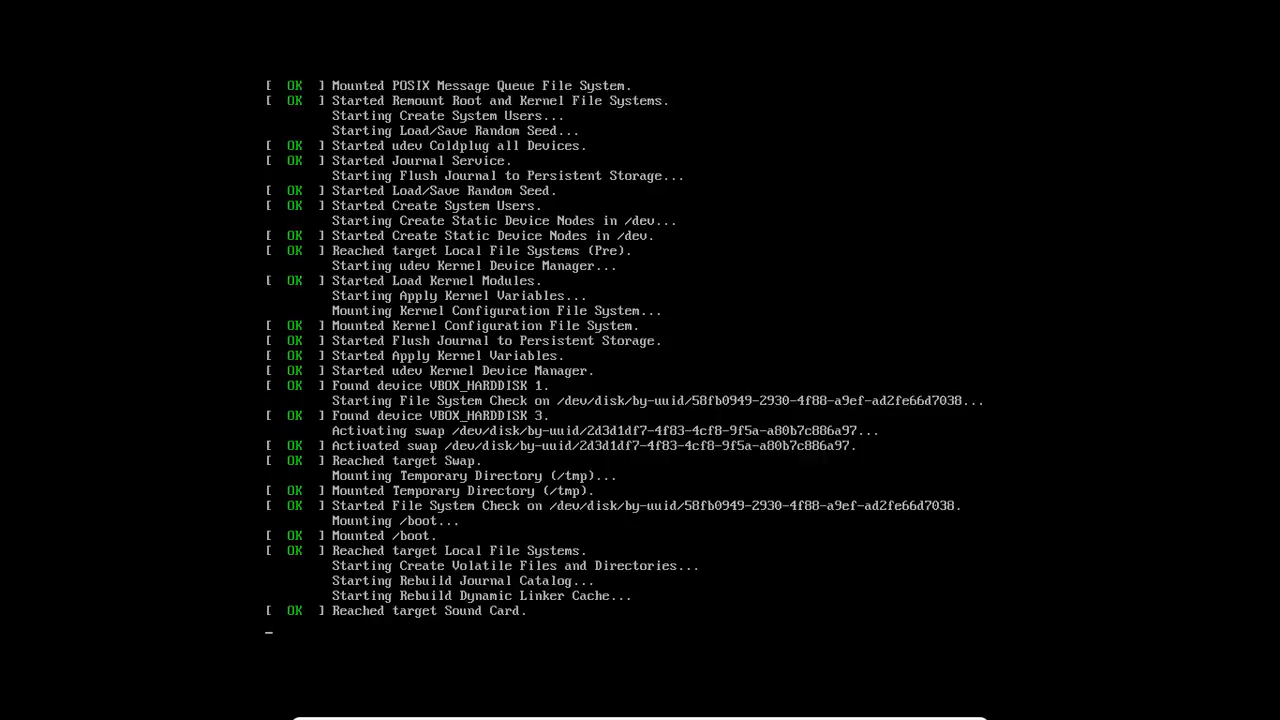 [  OK  ] Mounted POSIX Message Queue File System.
[  OK  ] Started Remount Root and Kernel File Systems.
Starting Create System Users...
Starting Load/Save Random Seed...
[  OK  ] Started udev Coldplug all Devices.
[  OK  ] Started Journal Service.
Starting Flush Journal to Persistent Storage...
[  OK  ] Started Load/Save Random Seed.
[  OK  ] Started Create System Users.
Starting Create Static Device Nodes in /dev...
[  OK  ] Started Create Static Device Nodes in /dev.
[  OK  ] Reached target Local File Systems (Pre).
Starting udev Kernel Device Manager...
[  OK  ] Started Load Kernel Modules.
Starting Apply Kernel Variables...
Mounting Kernel Configuration File System...
[  OK  ] Mounted Kernel Configuration File System.
[  OK  ] Started Flush Journal to Persistent Storage.
[  OK  ] Started Apply Kernel Variables.
[  OK  ] Started udev Kernel Device Manager.
[  OK  ] Found device VBOX_HARDDISK 1.
Starting File System Check on /dev/disk/by-uuid/58fb0949-2930-4f88-a9ef-ad2fe66d7038...
[  OK  ] Found device VBOX_HARDDISK 3.
Activating swap /dev/disk/by-uuid/2d3d1df7-4f83-4cf8-9f5a-a80b7c886a97...
[  OK  ] Activated swap /dev/disk/by-uuid/2d3d1df7-4f83-4cf8-9f5a-a80b7c886a97.
[  OK  ] Reached target Swap.
Mounting Temporary Directory (/tmp)...
[  OK  ] Mounted Temporary Directory (/tmp).
[  OK  ] Started File System Check on /dev/disk/by-uuid/58fb0949-2930-4f88-a9ef-ad2fe66d7038.
Mounting /boot...
[  OK  ] Mounted /boot.
[  OK  ] Reached target Local File Systems.
Starting Create Volatile Files and Directories...
Starting Rebuild Journal Catalog...
Starting Rebuild Dynamic Linker Cache...
[  OK  ] Reached target Sound Card.